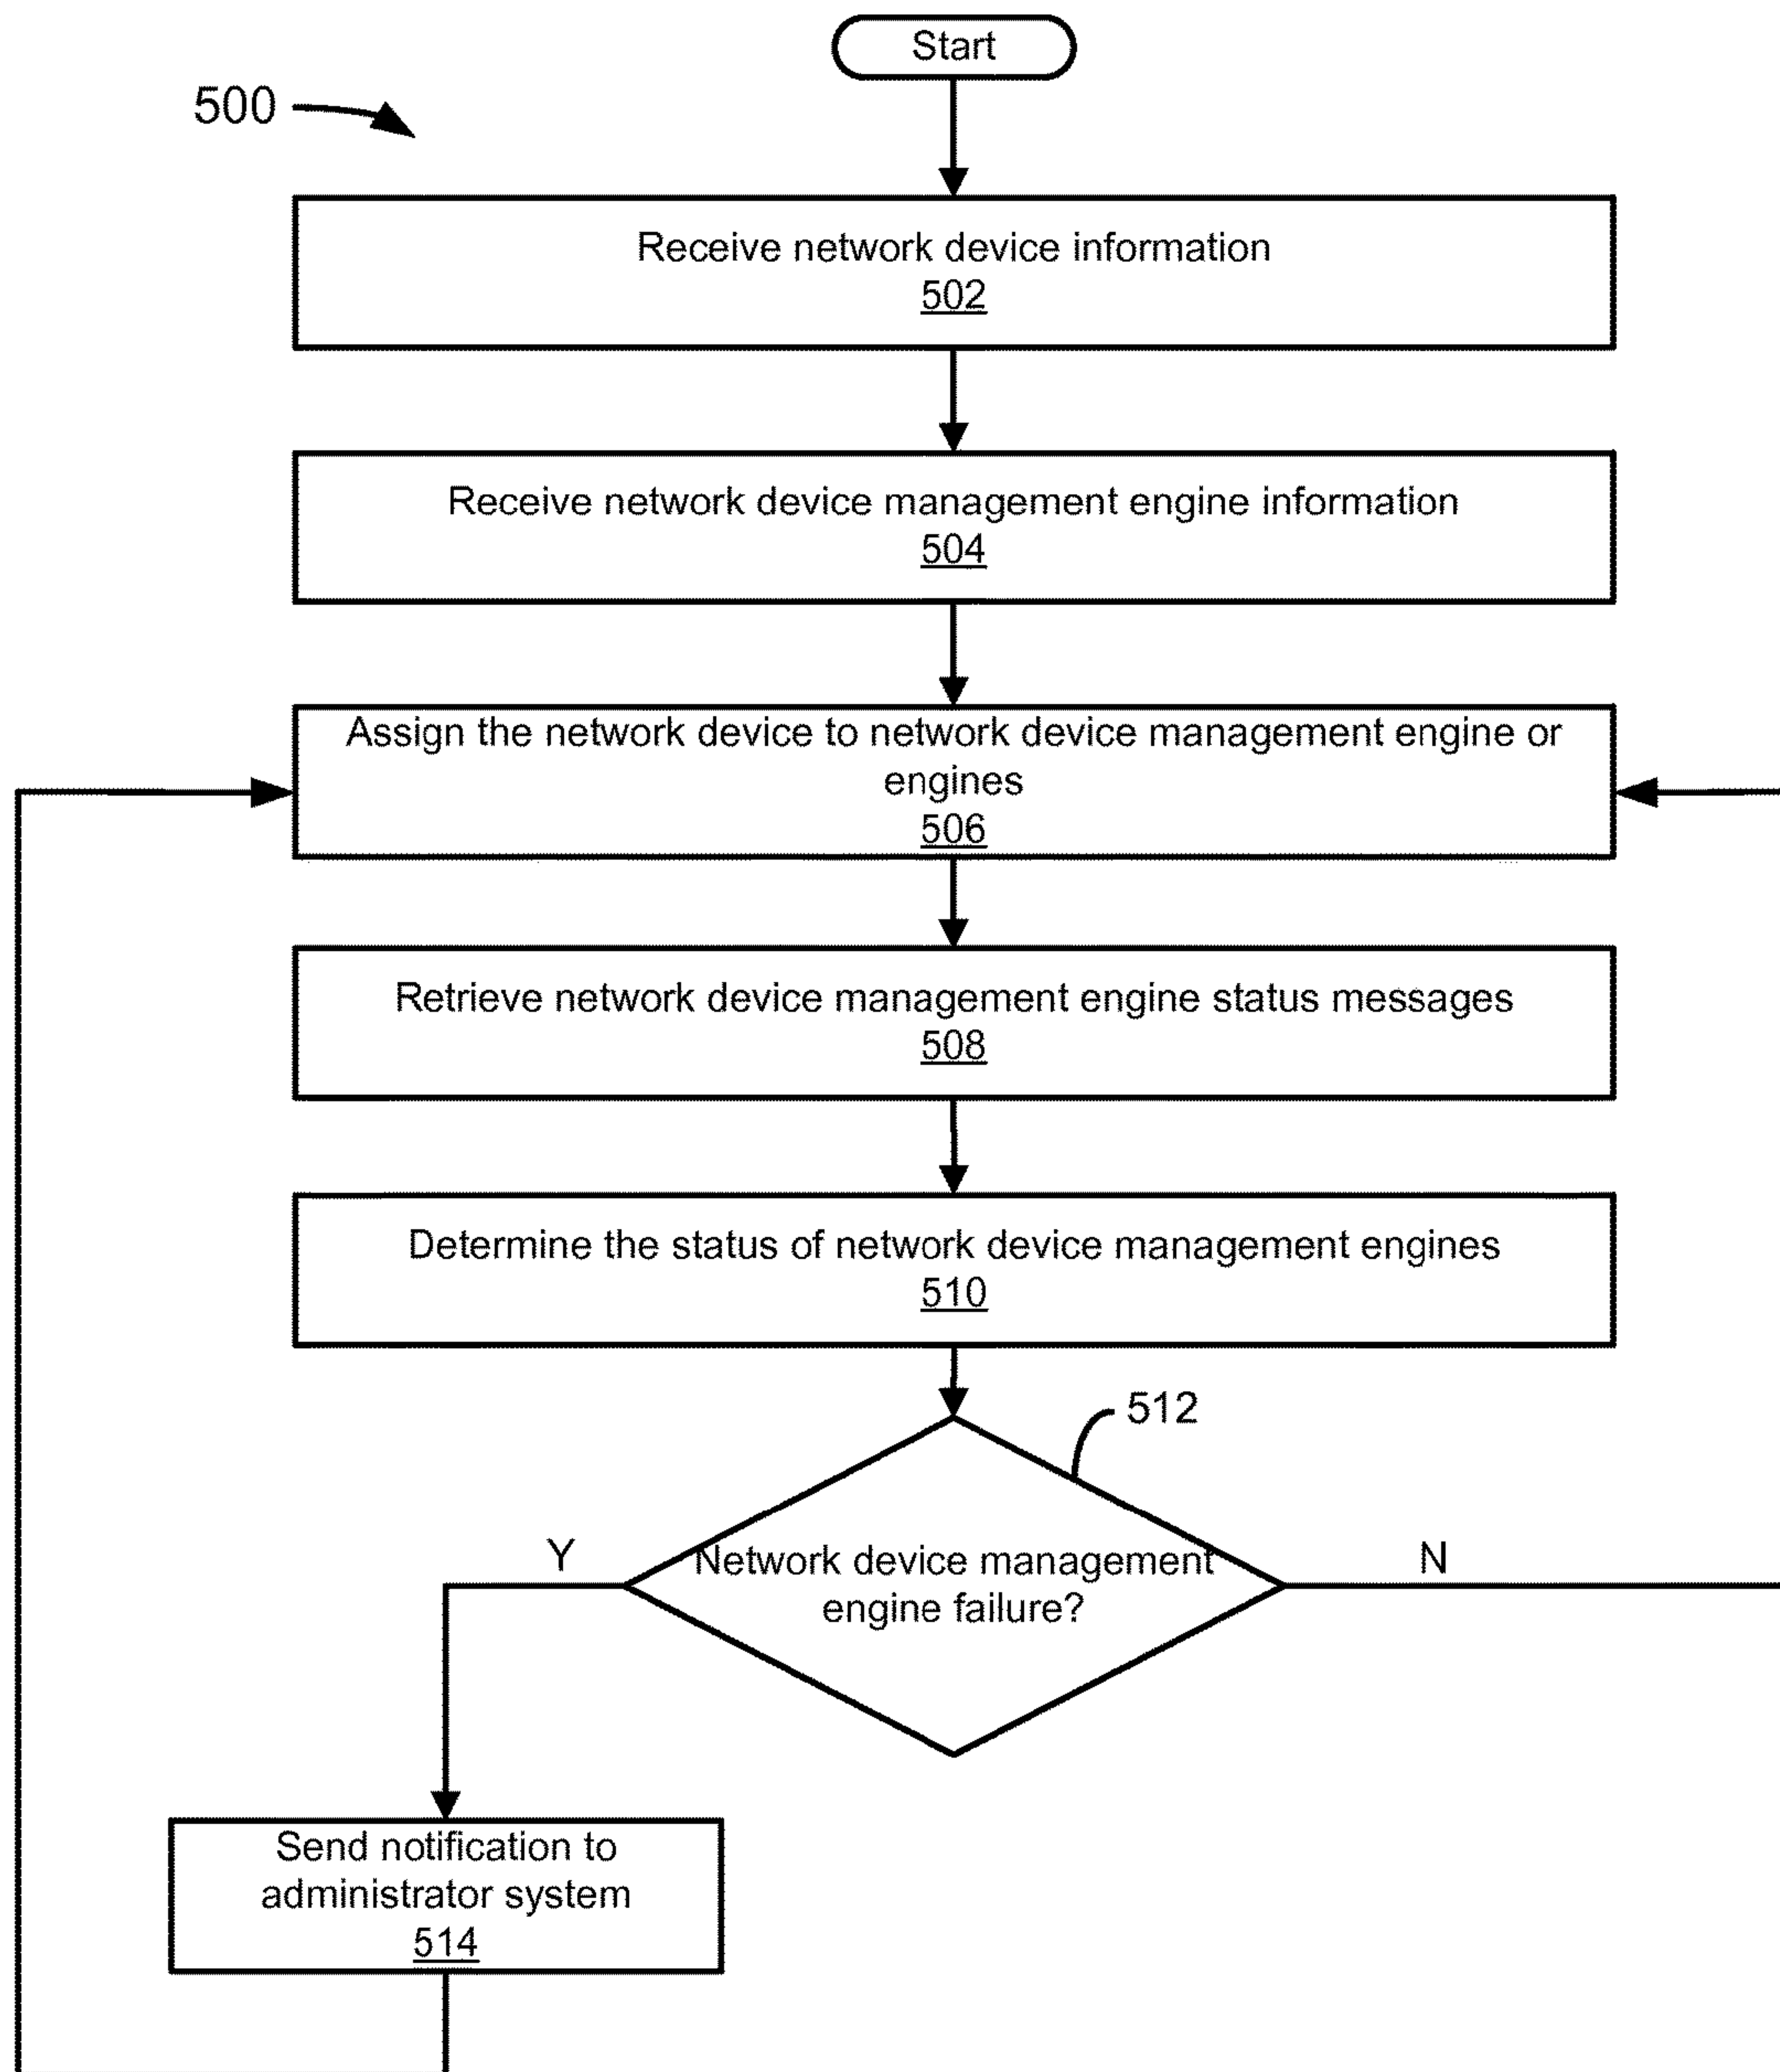 Start
500
Receive network device information
502
Receive network device management engine information
504
Assign the network device to network device management engine or
engines
506
Retrieve network device management engine status messages
508
Determine the status of network device management engines
510
512
Y
Network device management
N
engine failure?
Send notification to
administrator system
514